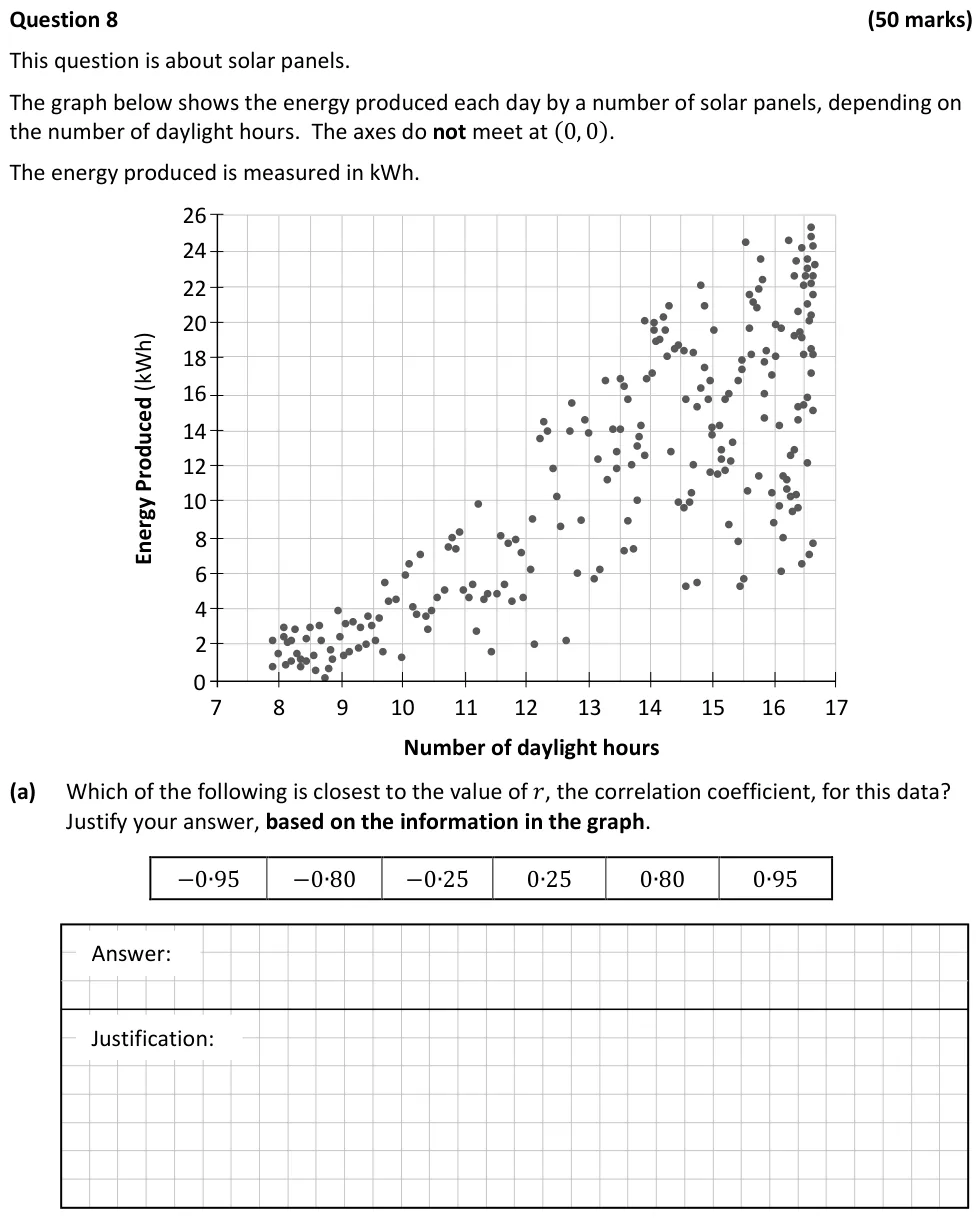 Question 8 (50 marks)
This question is about solar panels.
The graph below shows the energy produced each day by a number of solar panels, depending on
the number of daylight hours. The axes do not meet at (0, 0).
The energy produced is measured in kWh.
26
24
22
20
18
16
14
12
10
8
6
4
2
0
Energy Produced (kWh)
7 8 9 10 11 12 13 14 15 16 17
Number of daylight hours
(a) Which of the following is closest to the value of r, the correlation coefficient, for this data?
Justify your answer, based on the information in the graph.
−0·95 −0·80 −0·25 0·25 0·80 0·95
Answer:
Justification: